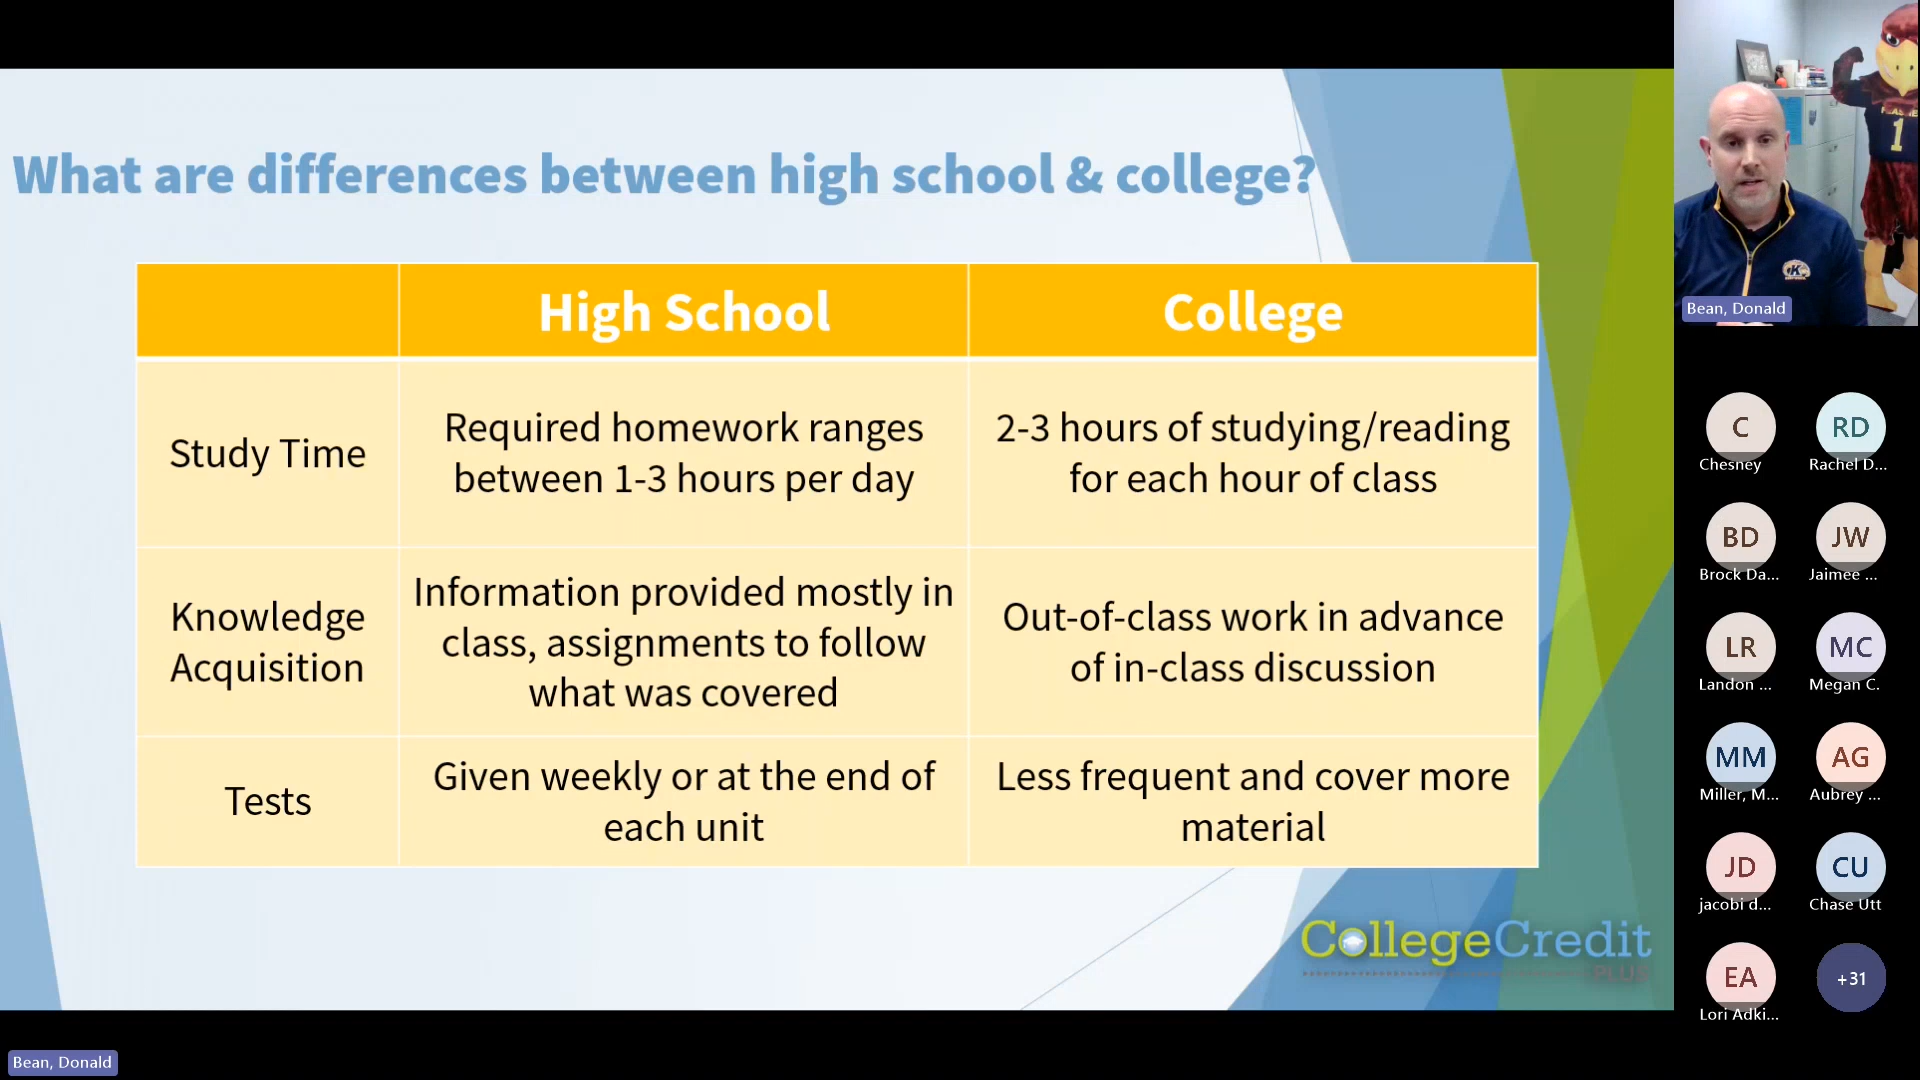 What are differences between high school & college?
High School
College
Study Time
Required homework ranges
between 1-3 hours per day
2-3 hours of studying/reading
for each hour of class
Knowledge
Acquisition
Information provided mostly in
class, assignments to follow
what was covered
Out-of-class work in advance
of in-class discussion
Tests
Given weekly or at the end of
each unit
Less frequent and cover more
material
CollegeCredit
PLUS
Bean, Donald
1
K
Bean, Donald
C
Chesney
RD
Rachel D...
BD
Brock Da...
JW
Jaimee ...
LR
Landon ...
MC
Megan C.
MM
Miller, M...
AG
Aubrey ...
JD
jacobi d...
CU
Chase Utt
EA
Lori Adki...
+31